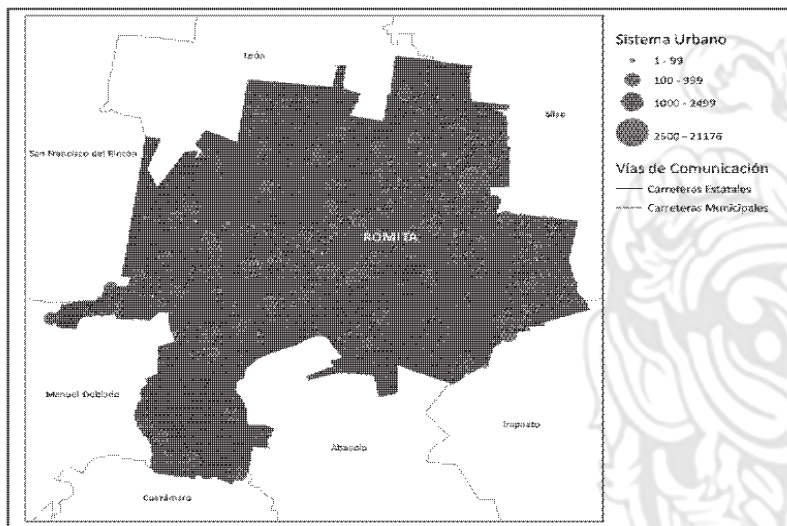 León
Silao
San Francisco del Rincón
ROMITA
Manuel Doblado
Irapuato
Abasolo
Cuerámaro
Sistema Urbano
1 - 99
100 - 999
1000 - 2499
2500 - 21176
Vías de Comunicación
Carreteras Estatales
Carreteras Municipales